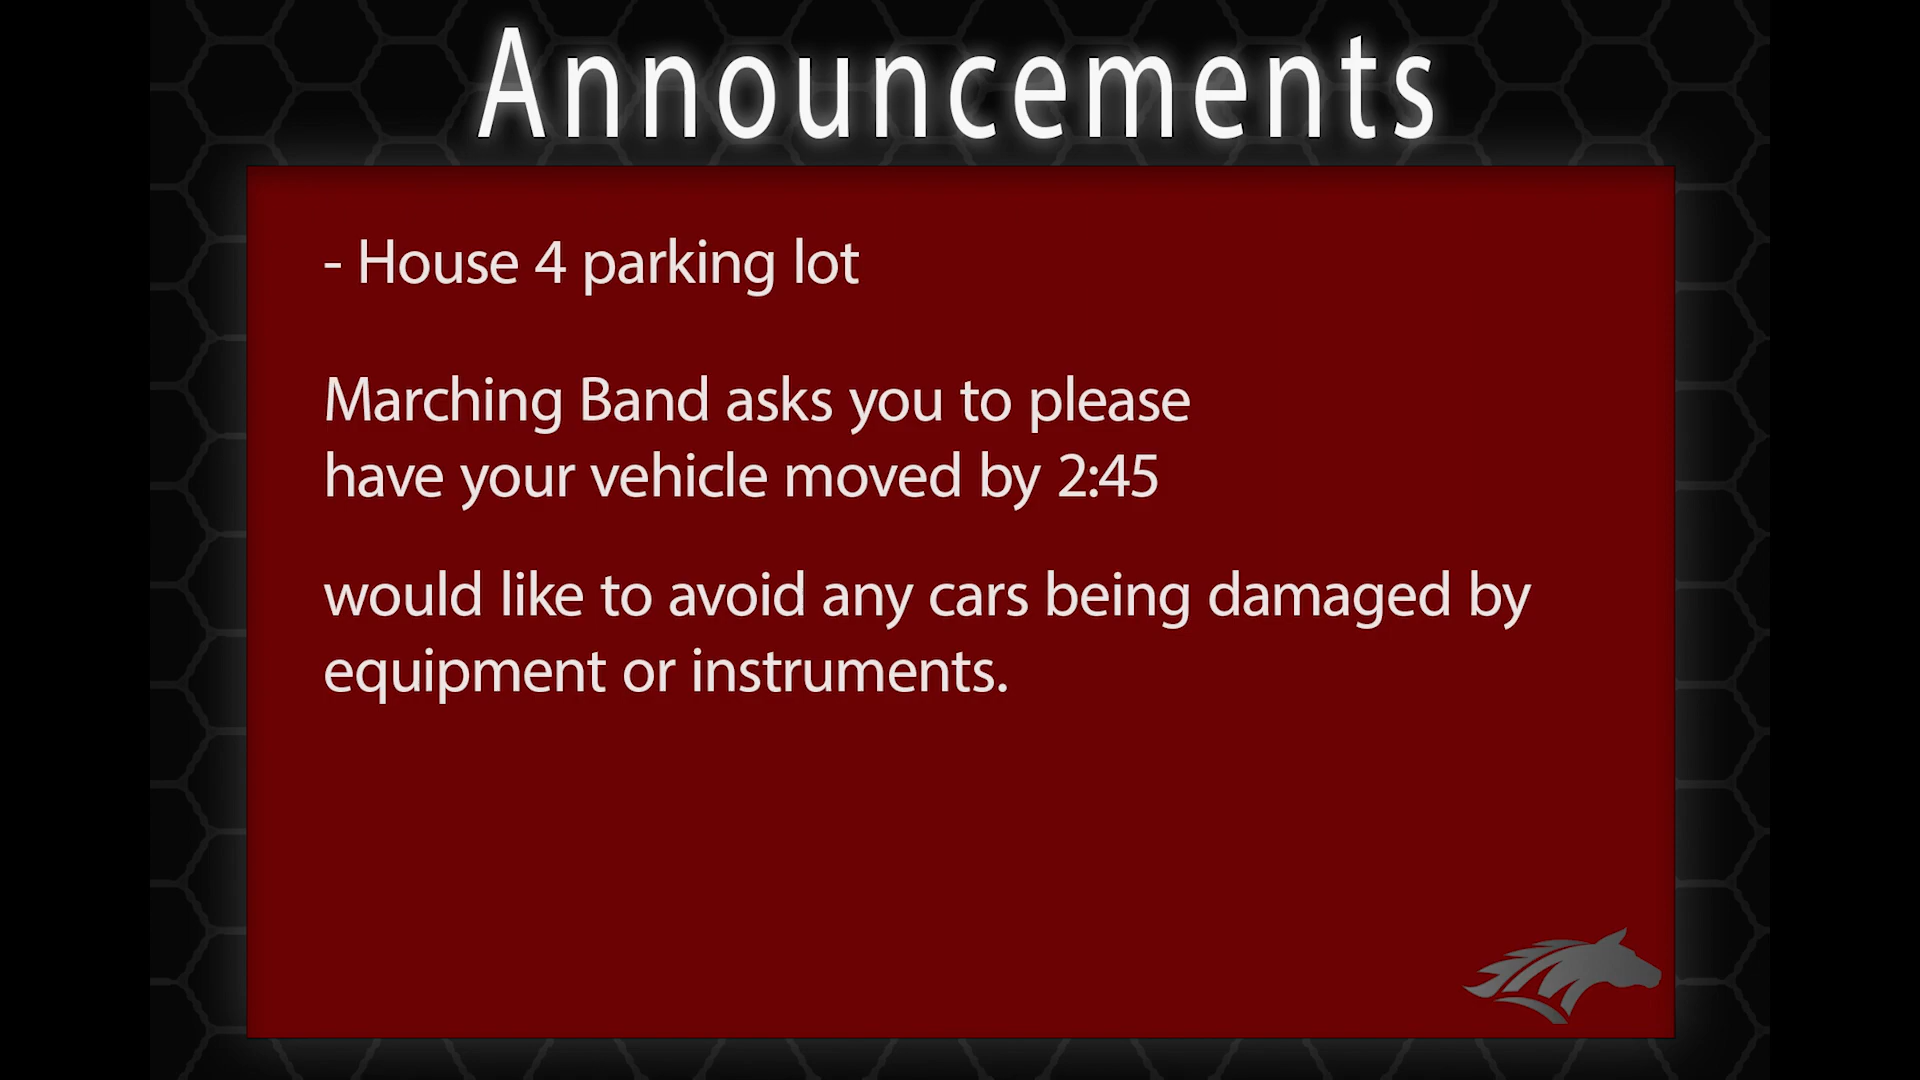 Announcements
- House 4 parking lot
Marching Band asks you to please
have your vehicle moved by 2:45
would like to avoid any cars being damaged by
equipment or instruments.